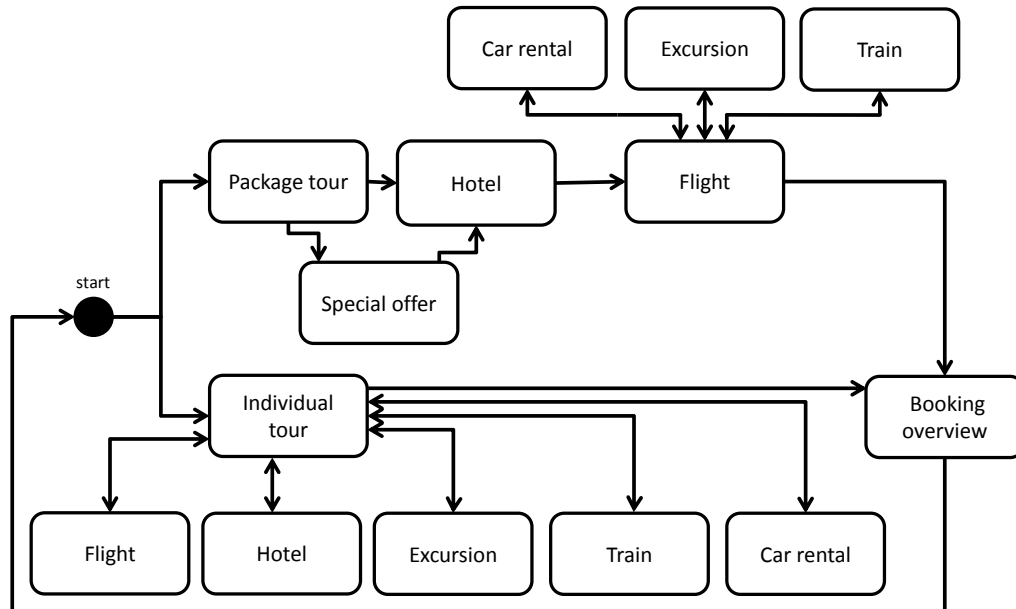 Car rental
Excursion
Train
Package tour
Hotel
Flight
start
Special offer
Individual
tour
Booking
overview
Flight
Hotel
Excursion
Train
Car rental